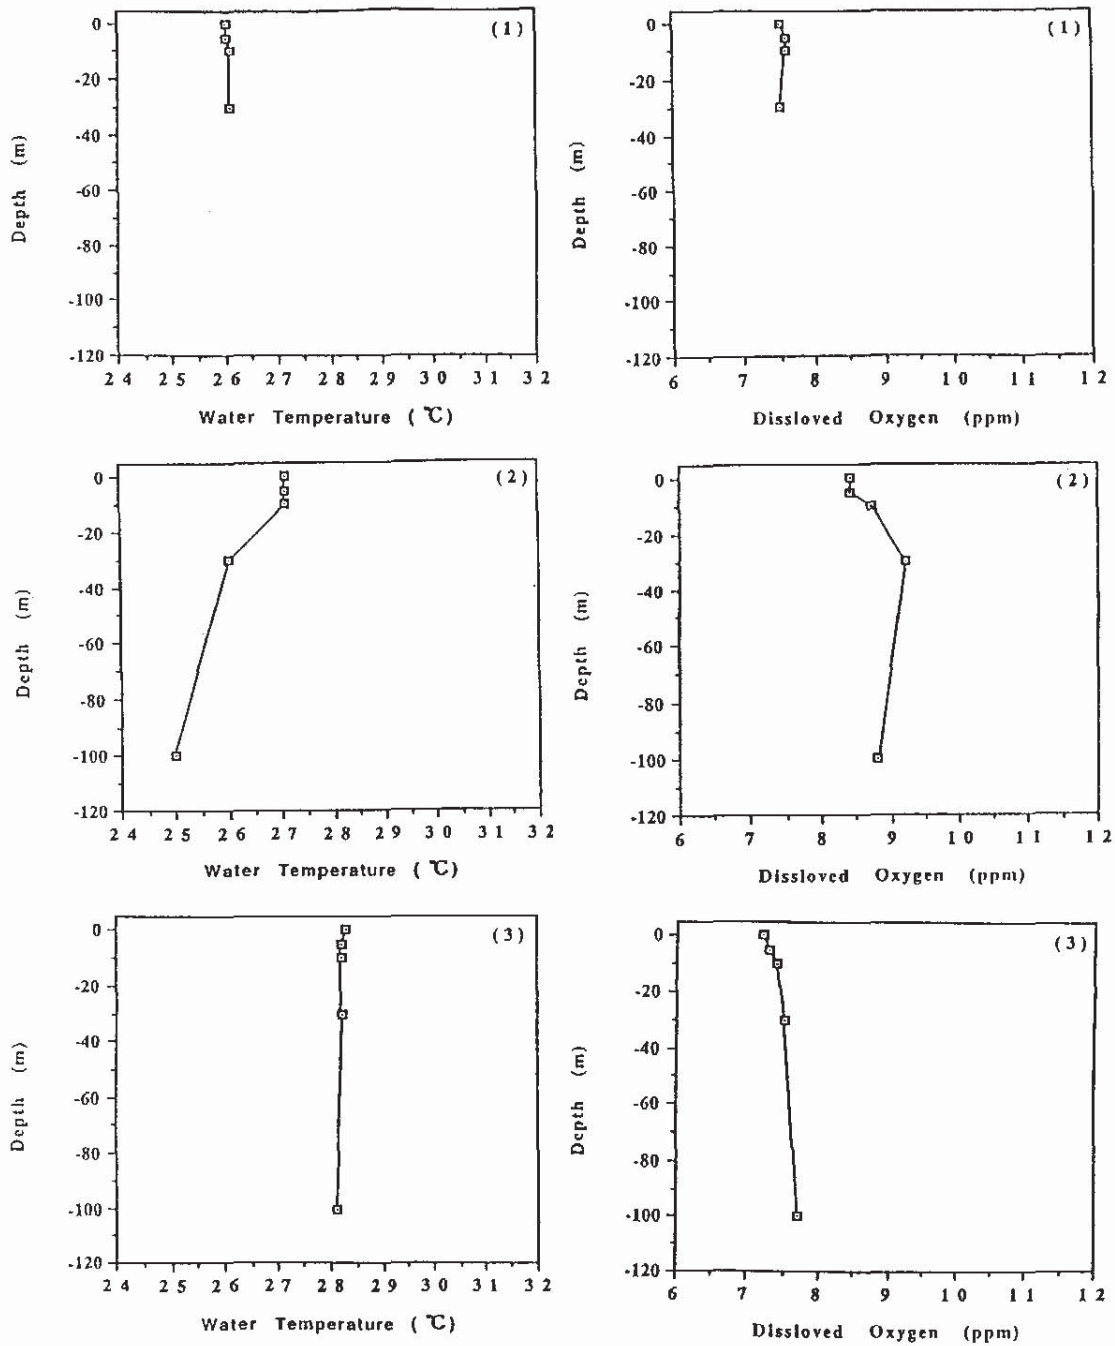 (1)
0
-20
-40
-60
-80
-100
-120
Depth (m)
24 25 26 27 28 29 30 31 32
Water Temperature (℃)
(1)
0
-20
-40
-60
-80
-100
-120
Depth (m)
6 7 8 9 10 11 12
Dissloved Oxygen (ppm)
(2)
0
-20
-40
-60
-80
-100
-120
Depth (m)
24 25 26 27 28 29 30 31 32
Water Temperature (℃)
(2)
0
-20
-40
-60
-80
-100
-120
Depth (m)
6 7 8 9 10 11 12
Dissloved Oxygen (ppm)
(3)
0
-20
-40
-60
-80
-100
-120
Depth (m)
24 25 26 27 28 29 30 31 32
Water Temperature (℃)
(3)
0
-20
-40
-60
-80
-100
-120
Depth (m)
6 7 8 9 10 11 12
Dissloved Oxygen (ppm)